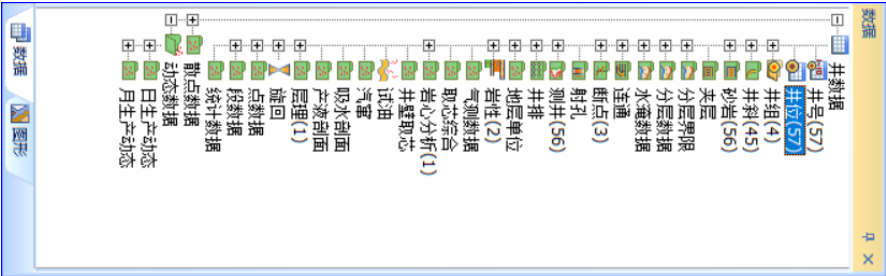 数据
井数据
井号(57)
井位(57)
井组(4)
井斜(45)
砂岩(56)
夹层
分层界限
分层数据
水淹数据
连通
断点(3)
射孔
测井(56)
井排
地层单位
岩性(2)
气测数据
取芯综合
岩心分析(1)
井壁取芯
试油
汽窜
吸水剖面
产液剖面
层理(1)
旋回
点数据
段数据
统计数据
散点数据
动态数据
日生产动态
月生产动态
数据
图形